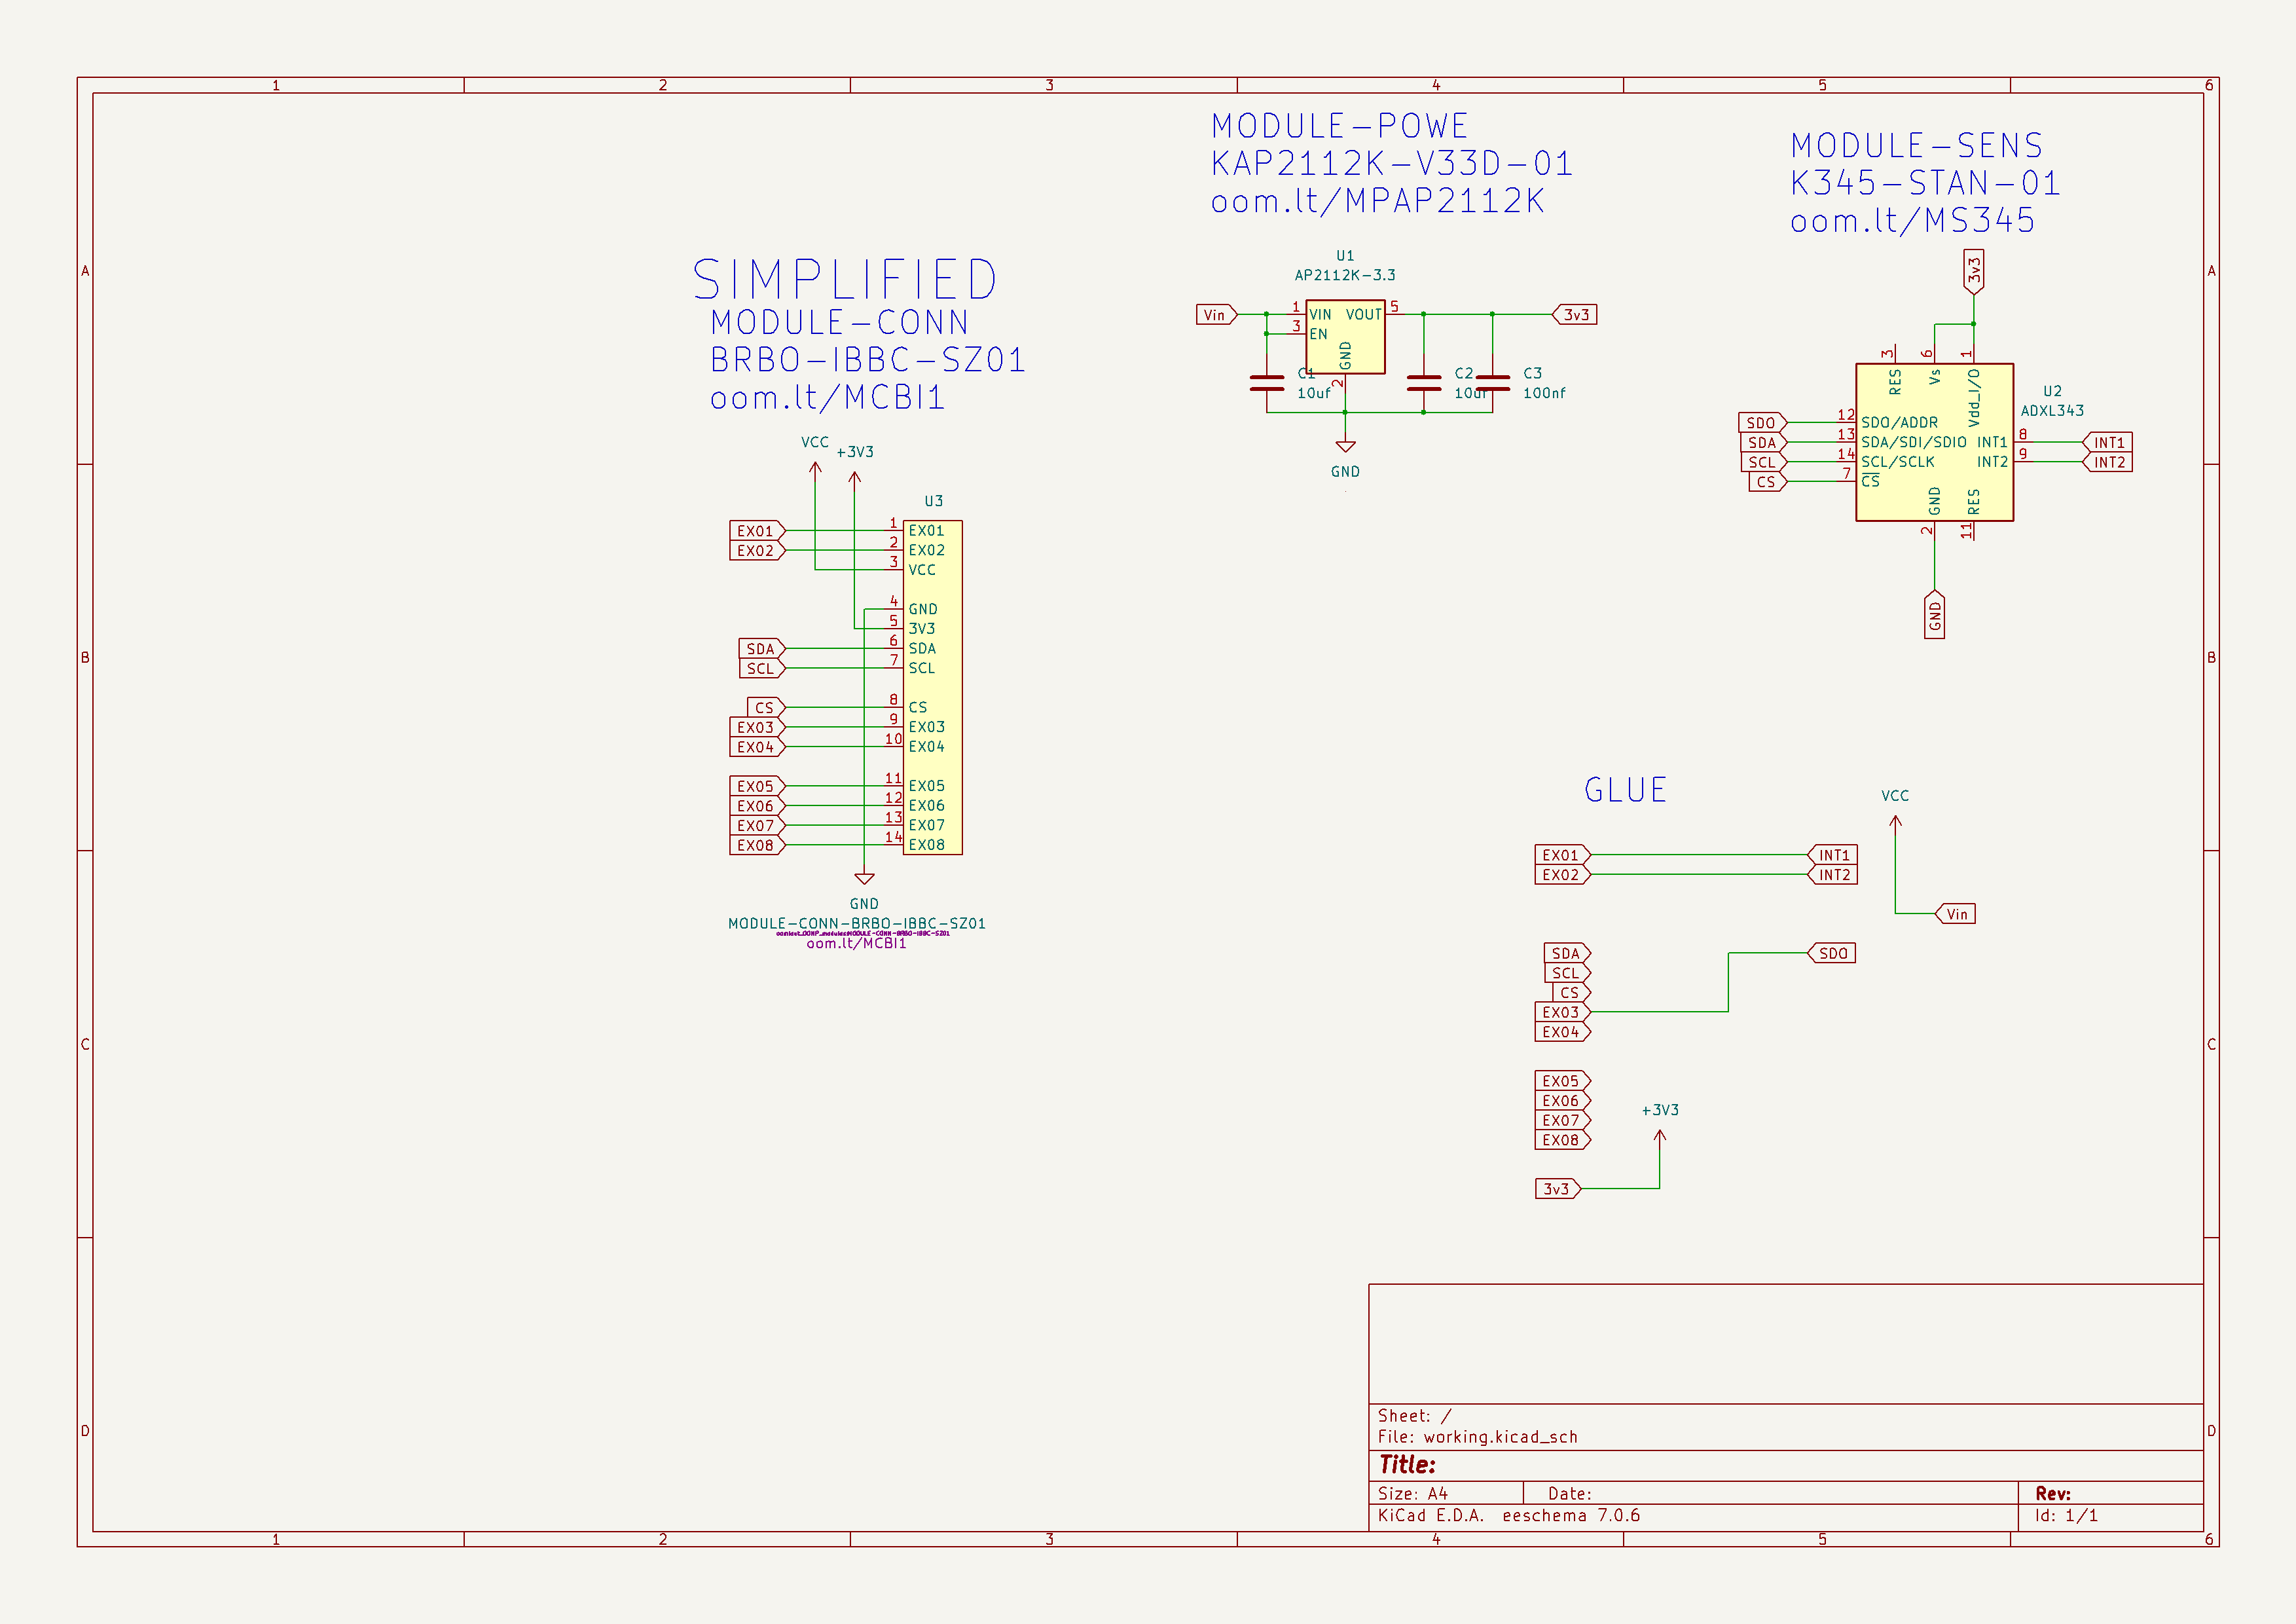 1 2 3 4 5 6
A
B
C
D
A
B
C
D
1 2 3 4 5 6
SIMPLIFIED
MODULE-CONN
BRBO-IBBC-SZ01
oom.lt/MCBI1
VCC
+3V3
U3
EX01 1 EX01
EX02 2 EX02
3 VCC
4 GND
5 3V3
SDA 6 SDA
SCL 7 SCL
CS 8 CS
EX03 9 EX03
EX04 10 EX04
EX05 11 EX05
EX06 12 EX06
EX07 13 EX07
EX08 14 EX08
GND
MODULE-CONN-BRBO-IBBC-SZ01
oom.lt/MCBI1
MODULE-POWE
KAP2112K-V33D-01
oom.lt/MPAP2112K
U1
AP2112K-3.3
Vin 1 VIN VOUT 5 3v3
3 EN
GND
2
C1
10uf
C2
10uf
C3
100nf
GND
MODULE-SENS
K345-STAN-01
oom.lt/MS345
3v3
3 6 1
RES Vs Vdd_I/O
U2
ADXL343
SDO 12 SDO/ADDR
SDA 13 SDA/SDI/SDIO INT1 8 INT1
SCL 14 SCL/SCLK INT2 9 INT2
CS 7 CS
GND RES
2 11
GND
GLUE
VCC
EX01 INT1
EX02 INT2
Vin
SDA SDO
SCL
CS
EX03
EX04
EX05
EX06
EX07
EX08
+3V3
3v3
Sheet: /
File: working.kicad_sch
Title:
Size: A4 Date: Rev:
KiCad E.D.A. eeschema 7.0.6 Id: 1/1